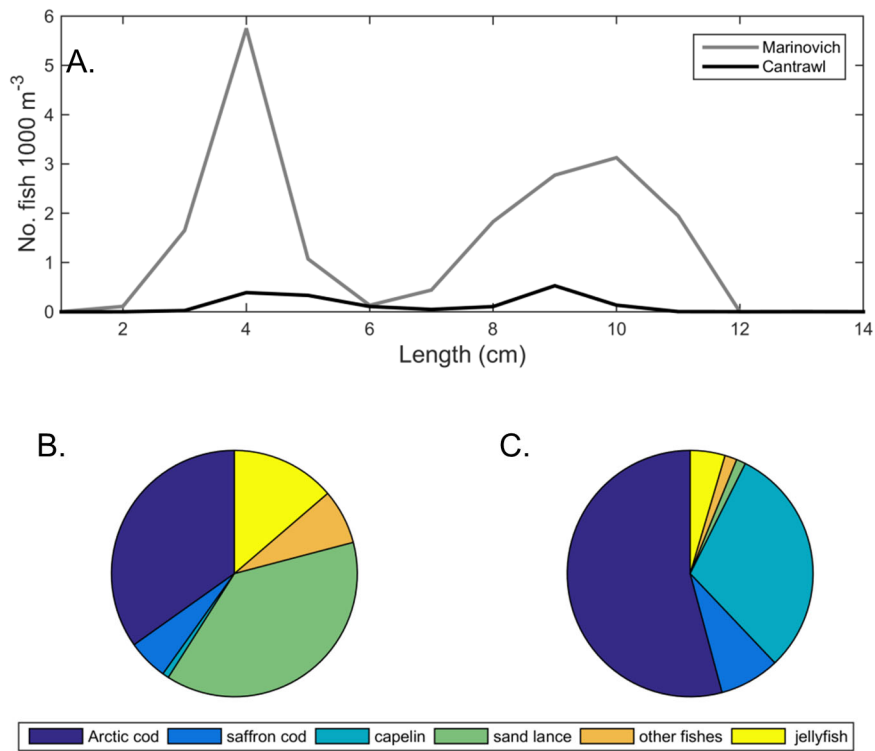 6
5
4
3
2
1
0
A.
No. fish 1000 m⁻³
Marinovich
Cantrawl
2 4 6 8 10 12 14
Length (cm)
B.
C.
Arctic cod saffron cod capelin sand lance other fishes jellyfish